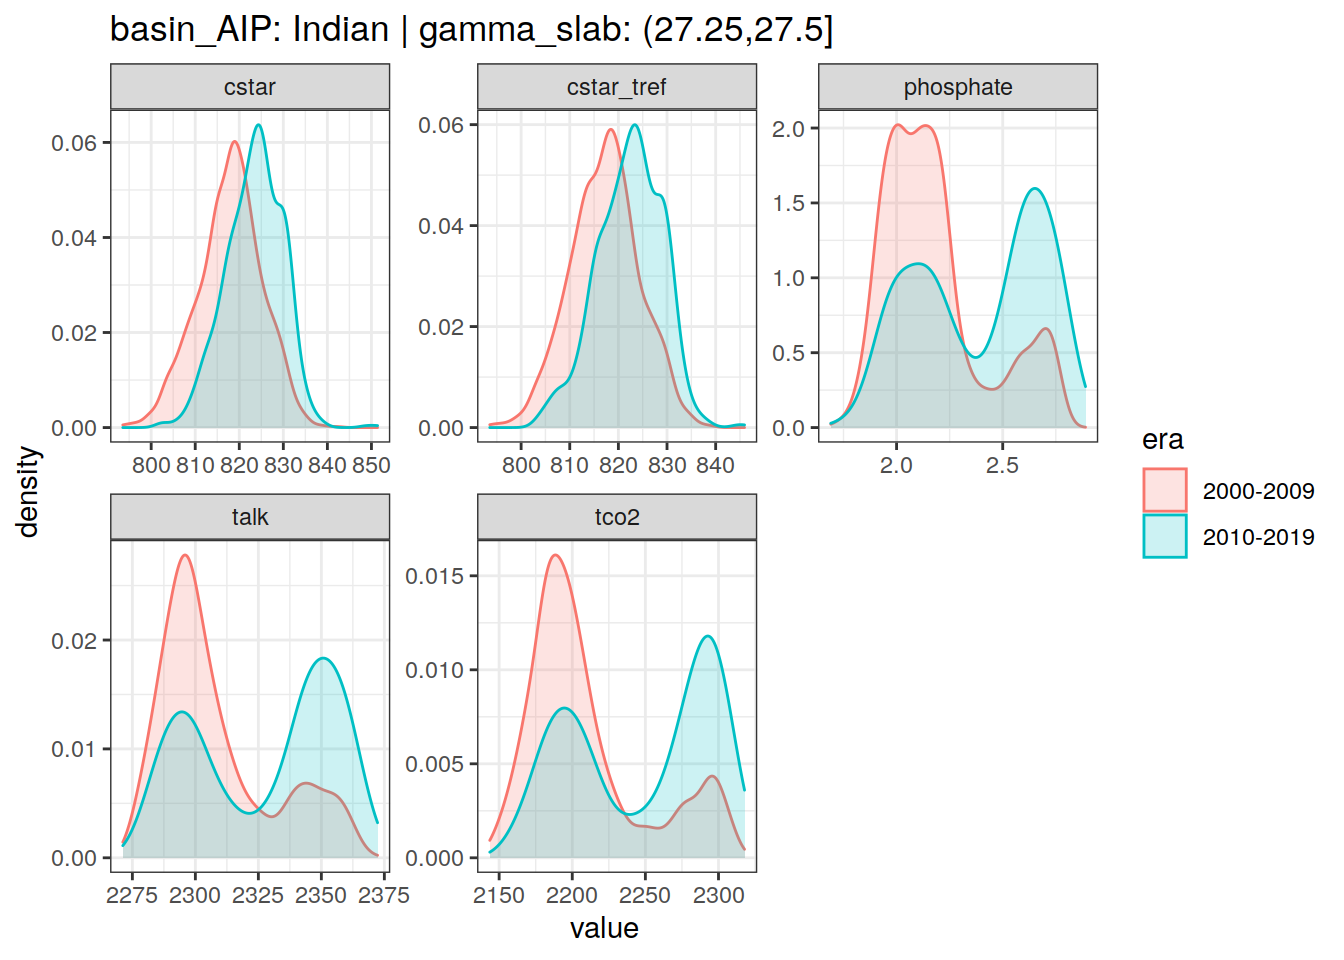 basin_AIP: Indian | gamma_slab: (27.25,27.5]
cstar
cstar_tref
phosphate
0.06
0.04
0.02
0.00
800 810 820 830 840 850
0.06
0.04
0.02
0.00
800 810 820 830 840
2.0
1.5
1.0
0.5
0.0
2.0 2.5
talk
tco2
0.02
0.01
0.00
2275 2300 2325 2350 2375
0.015
0.010
0.005
0.000
2150 2200 2250 2300
density
value
era
2000-2009
2010-2019